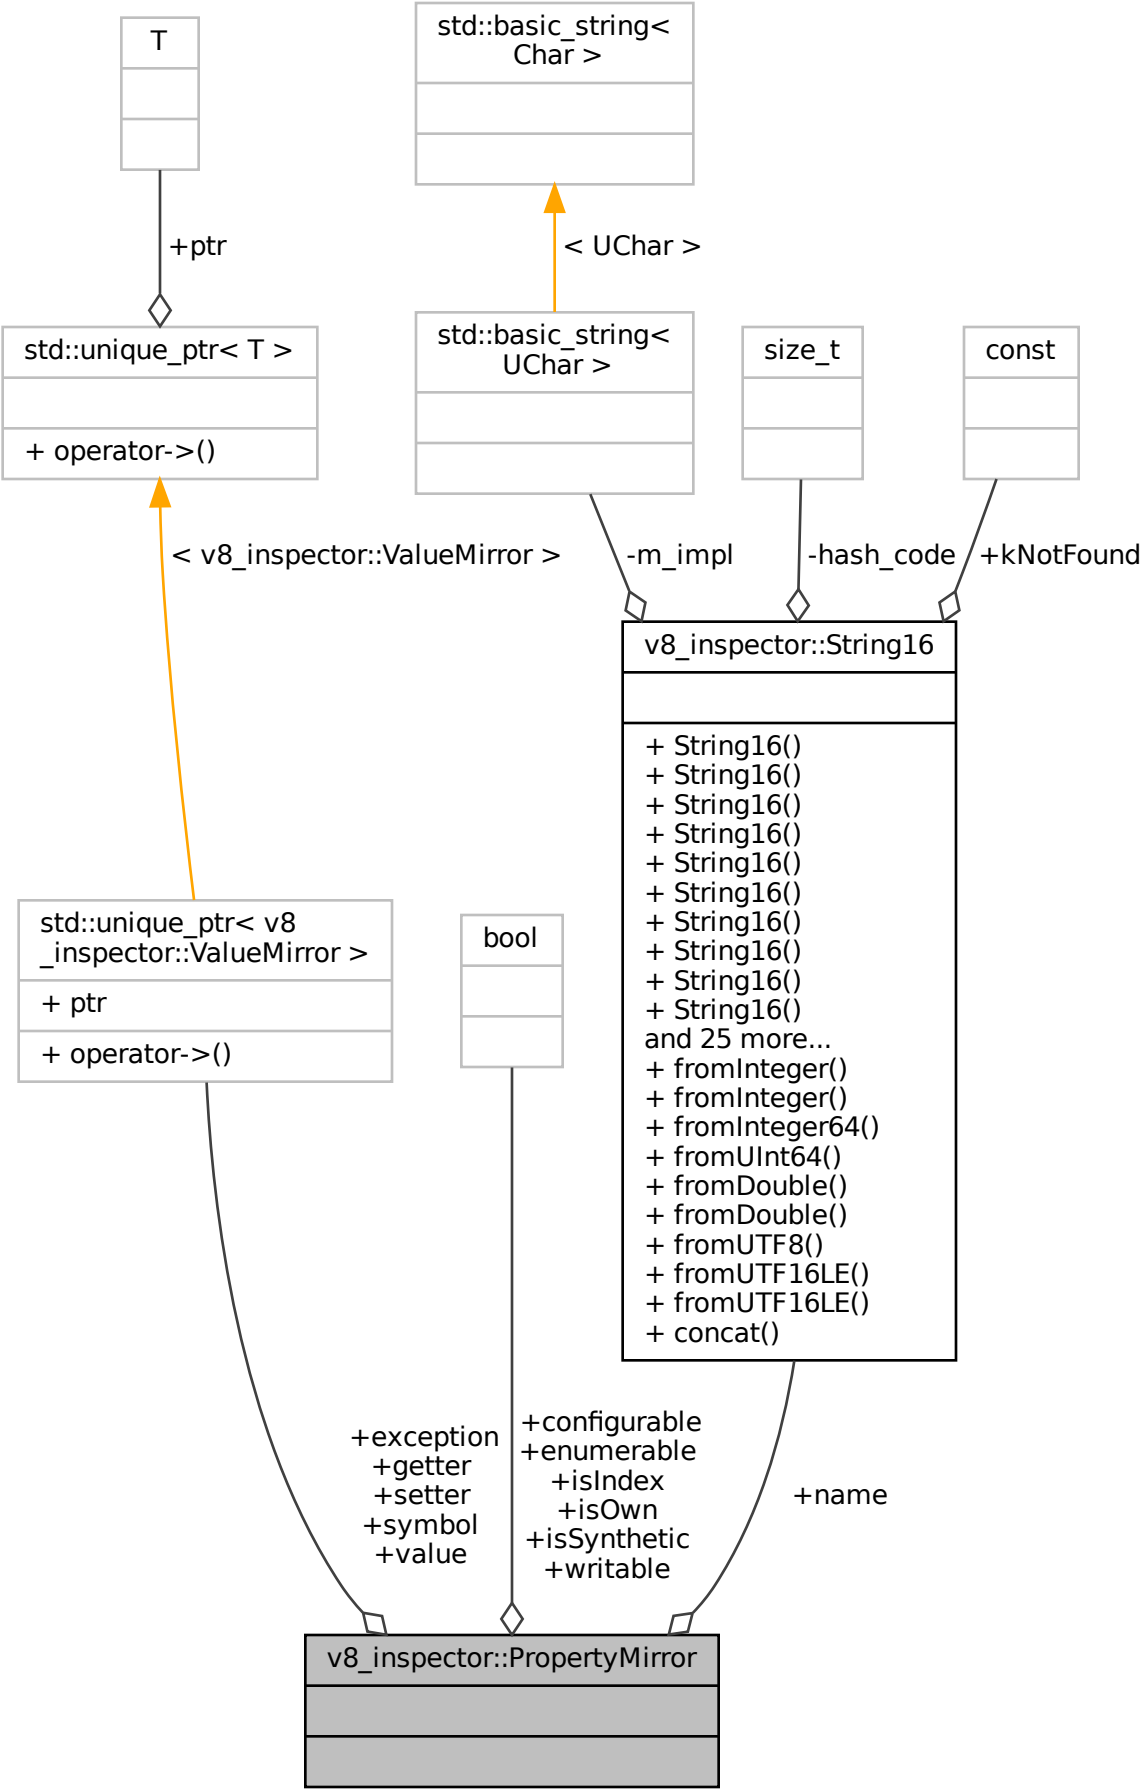 T
std::basic_string<
Char >
+ptr
< UChar >
std::unique_ptr< T >
+ operator->()
std::basic_string<
UChar >
size_t
const
< v8_inspector::ValueMirror >
-m_impl
-hash_code
+kNotFound
v8_inspector::String16
+ String16()
+ String16()
+ String16()
+ String16()
+ String16()
+ String16()
+ String16()
+ String16()
+ String16()
+ String16()
and 25 more...
+ fromInteger()
+ fromInteger()
+ fromInteger64()
+ fromUInt64()
+ fromDouble()
+ fromDouble()
+ fromUTF8()
+ fromUTF16LE()
+ fromUTF16LE()
+ concat()
std::unique_ptr< v8
_inspector::ValueMirror >
+ ptr
+ operator->()
bool
+exception
+getter
+setter
+symbol
+value
+configurable
+enumerable
+isIndex
+isOwn
+isSynthetic
+writable
+name
v8_inspector::PropertyMirror